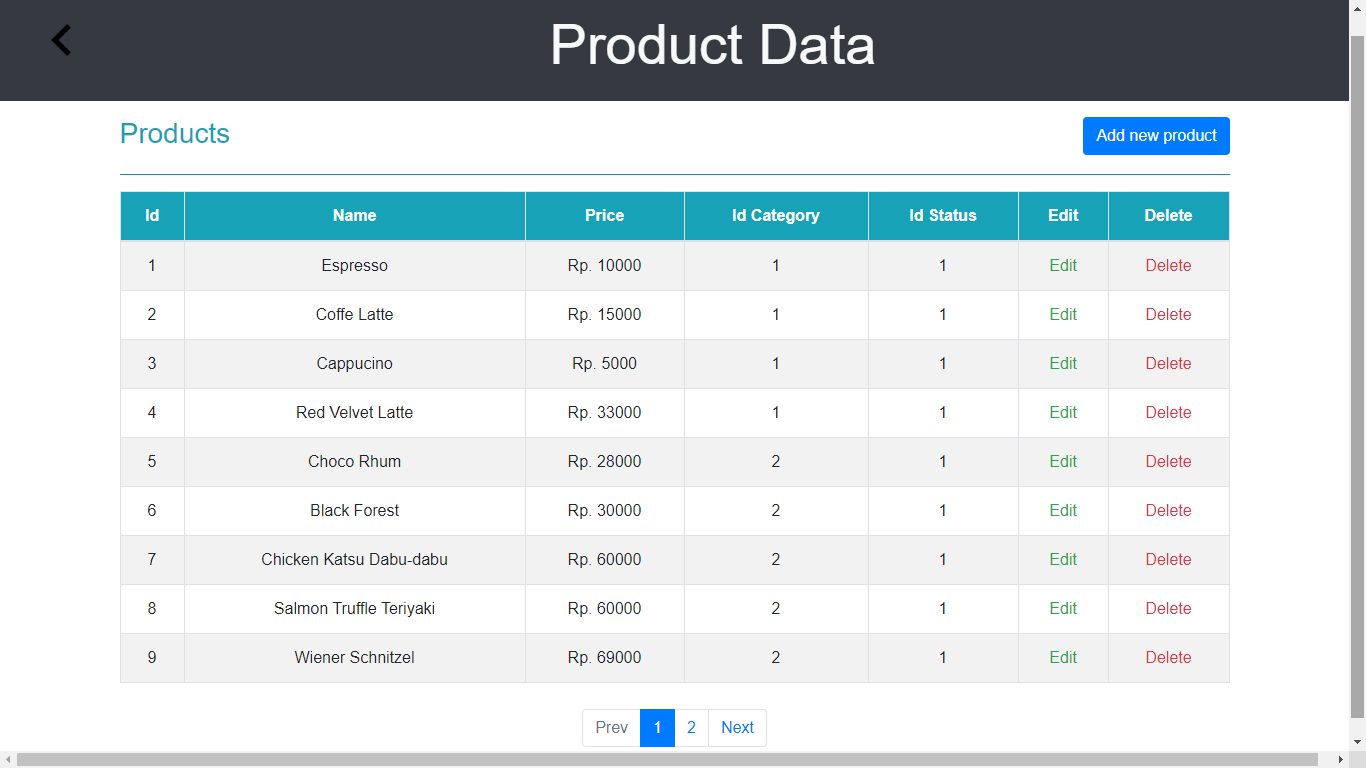 Product Data
Products
Add new product
Id Name Price Id Category Id Status Edit Delete
1 Espresso Rp. 10000 1 1 Edit Delete
2 Coffe Latte Rp. 15000 1 1 Edit Delete
3 Cappucino Rp. 5000 1 1 Edit Delete
4 Red Velvet Latte Rp. 33000 1 1 Edit Delete
5 Choco Rhum Rp. 28000 2 1 Edit Delete
6 Black Forest Rp. 30000 2 1 Edit Delete
7 Chicken Katsu Dabu-dabu Rp. 60000 2 1 Edit Delete
8 Salmon Truffle Teriyaki Rp. 60000 2 1 Edit Delete
9 Wiener Schnitzel Rp. 69000 2 1 Edit Delete
Prev 1 2 Next